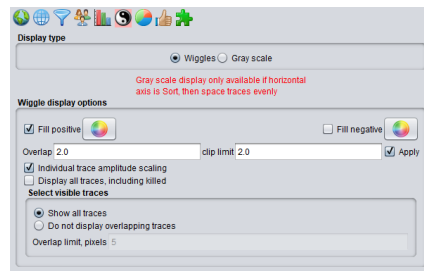 Display type
Wiggles Gray scale
Gray scale display only available if horizontal
axis is Sort, then space traces evenly
Wiggle display options
Fill positive Fill negative
Overlap 2.0 clip limit 2.0 Apply
Individual trace amplitude scaling
Display all traces, including killed
Select visible traces
Show all traces
Do not display overlapping traces
Overlap limit, pixels 5